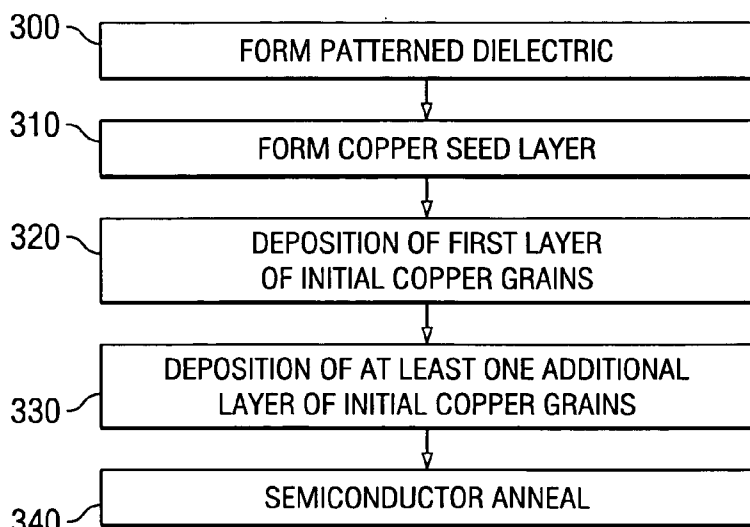 300
FORM PATTERNED DIELECTRIC
310
FORM COPPER SEED LAYER
320
DEPOSITION OF FIRST LAYER
OF INITIAL COPPER GRAINS
330
DEPOSITION OF AT LEAST ONE ADDITIONAL
LAYER OF INITIAL COPPER GRAINS
340
SEMICONDUCTOR ANNEAL